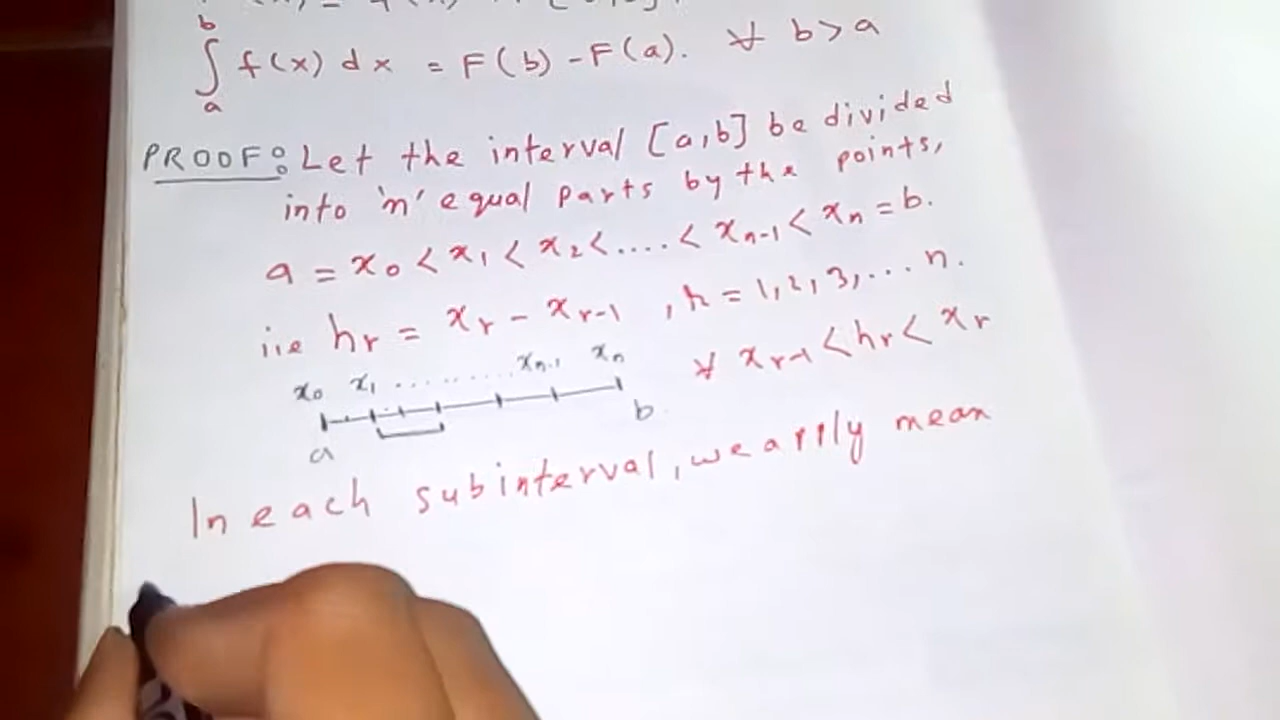 b
∫ f(x) dx = F(b) - F(a). ∀ b > a
a
PROOF: Let the interval [a,b] be divided
into 'n' equal parts by the points,
a = x₀ < x₁ < x₂ < .... < xₙ₋₁ < xₙ = b.
i.e hᵣ = xᵣ - xᵣ₋₁ , r = 1, 2, 3, ... n.
∀ xᵣ₋₁ < hᵣ < xᵣ
x₀ x₁ ......... xₙ₋₁ xₙ
a b
In each subinterval, we apply mean